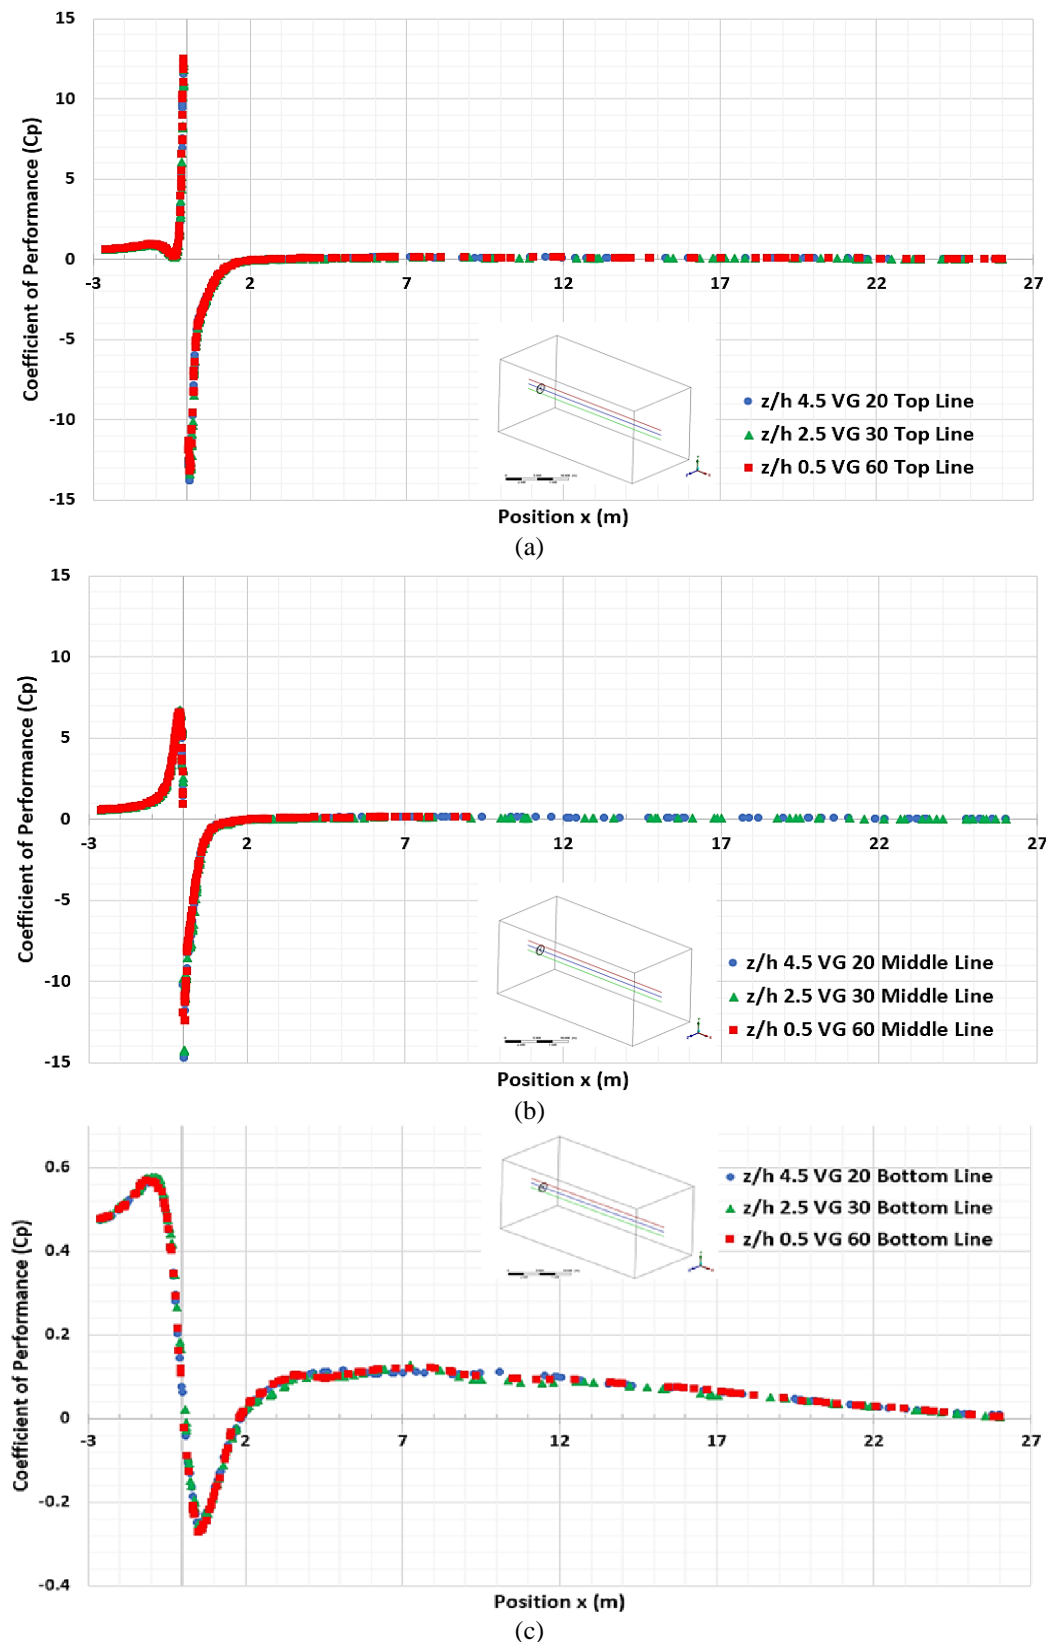 15
10
5
0
-5
-10
-15
-3 2 7 12 17 22 27
Coefficient of Performance (Cp)
z/h 4.5 VG 20 Top Line
z/h 2.5 VG 30 Top Line
z/h 0.5 VG 60 Top Line
Position x (m)
(a)
15
10
5
0
-5
-10
-15
-3 2 7 12 17 22 27
Coefficient of Performance (Cp)
z/h 4.5 VG 20 Middle Line
z/h 2.5 VG 30 Middle Line
z/h 0.5 VG 60 Middle Line
Position x (m)
(b)
0.6
0.4
0.2
0
-0.2
-0.4
-3 2 7 12 17 22 27
Coefficient of Performance (Cp)
z/h 4.5 VG 20 Bottom Line
z/h 2.5 VG 30 Bottom Line
z/h 0.5 VG 60 Bottom Line
Position x (m)
(c)